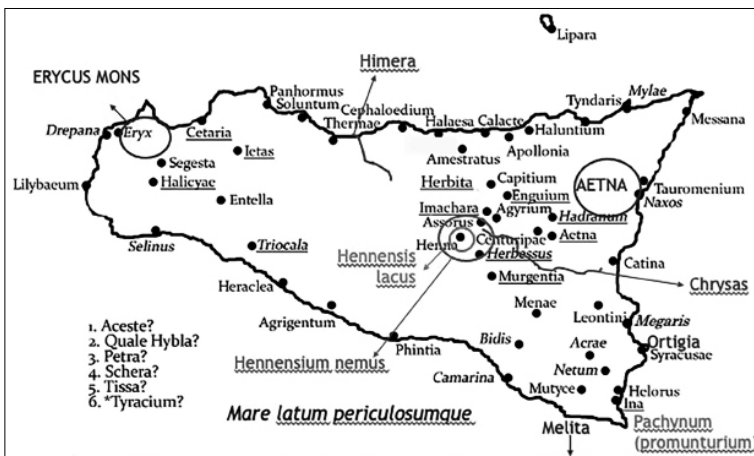 Lipara
Himera
ERYCUS MONS
Panhormus
Soluntum
Cephaloedium
Thermae
Halaesa
Calacte
Tyndaris
Mylae
Haluntium
Messana
Drepana
Eryx
Cetaria
Ietas
Amestratus
Apollonia
Segesta
Lilybaeum
Halicyae
Herbita
Capitium
AETNA
Tauromenium
Naxos
Entella
Enguium
Imachara
Agyrium
Hadranum
Assorus
Selinus
Triocala
Henna
Centuripae
Aetna
Hennensis
lacus
Herbessus
Catina
Heraclea
Murgentia
Chrysas
Agrigentum
Menae
Leontini
Megaris
1. Aceste?
2. Quale Hybla?
3. Petra?
4. Schera?
5. Tissa?
6. *Tyracium?
Hennensium nemus
Phintia
Bidis
Acrae
Ortigia
Syracusae
Camarina
Netum
Mutyce
Helorus
Ina
Mare latum periculosumque
Melita
Pachynum
(promunturium)